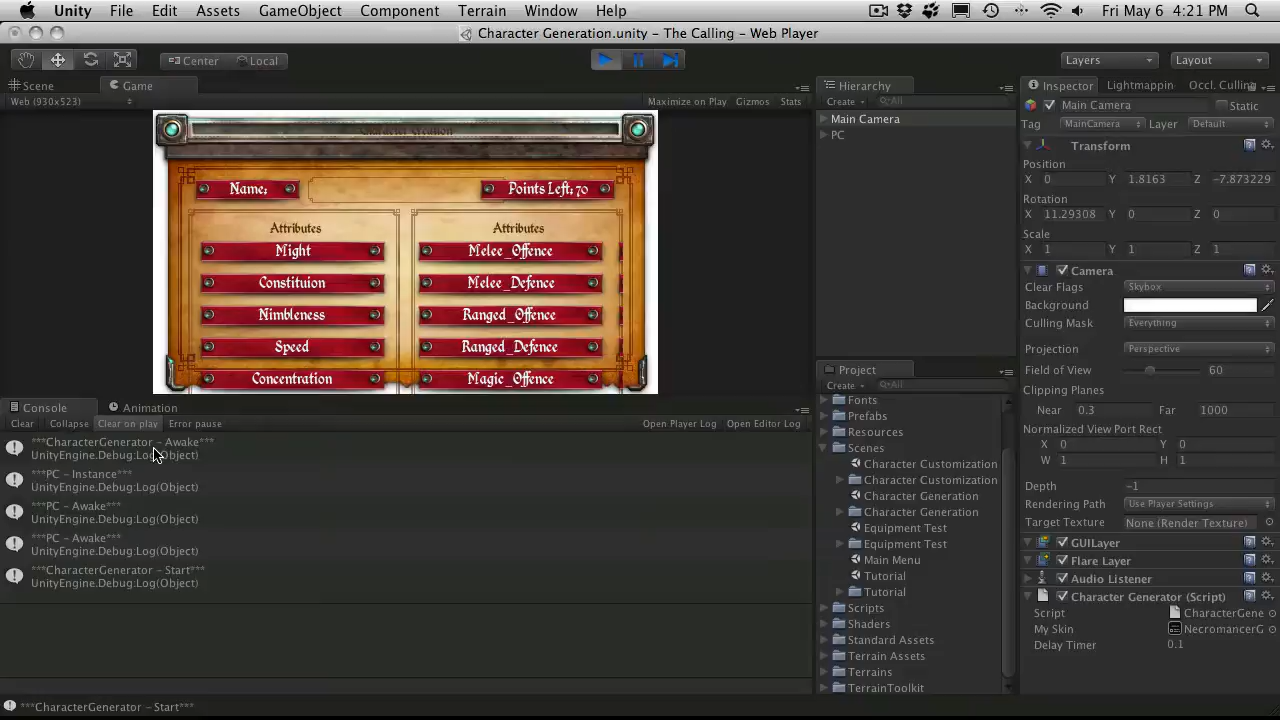 Unity File Edit Assets GameObject Component Terrain Window Help Fri May 6 4:21 PM
Character Generation.unity – The Calling – Web Player
Center Local Layers Layout
Scene Game
Web (930x523) Maximize on Play Gizmos Stats
Character Creation
Name: Points Left: 70
Attributes Attributes
Might Melee_Offence
Constituion Melee_Defence
Nimbleness Ranged_Offence
Speed Ranged_Defence
Concentration Magic_Offence
Console Animation
Clear Collapse Clear on play Error pause Open Player Log Open Editor Log
***CharacterGenerator – Awake***
UnityEngine.Debug:Log(Object)
***PC – Instance***
UnityEngine.Debug:Log(Object)
***PC – Awake***
UnityEngine.Debug:Log(Object)
***PC – Awake***
UnityEngine.Debug:Log(Object)
***CharacterGenerator – Start***
UnityEngine.Debug:Log(Object)
***CharacterGenerator – Start***
Hierarchy
Create All
Main Camera
PC
Project
Create All
Fonts
Prefabs
Resources
Scenes
Character Customization
Character Customization
Character Generation
Character Generation
Equipment Test
Equipment Test
Main Menu
Tutorial
Tutorial
Scripts
Shaders
Standard Assets
Terrain Assets
Terrains
TerrainToolkit
Inspector Lightmappin Occl. Culling
Main Camera Static
Tag MainCamera Layer Default
Transform
Position
X 0 Y 1.8163 Z -7.873229
Rotation
X 11.29308 Y 0 Z 0
Scale
X 1 Y 1 Z 1
Camera
Clear Flags Skybox
Background
Culling Mask Everything
Projection Perspective
Field of View 60
Clipping Planes
Near 0.3 Far 1000
Normalized View Port Rect
X 0 Y 0
W 1 H 1
Depth -1
Rendering Path Use Player Settings
Target Texture None (Render Texture)
GUILayer
Flare Layer
Audio Listener
Character Generator (Script)
Script CharacterGene
My Skin NecromancerG
Delay Timer 0.1